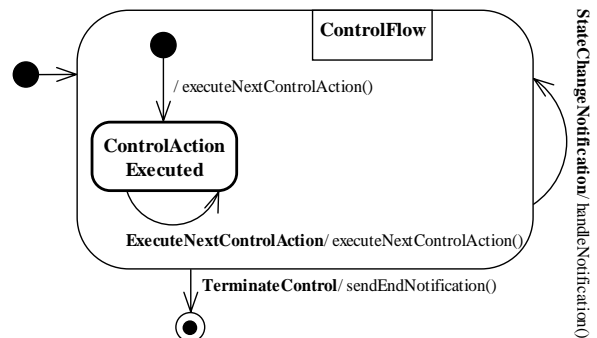 ControlFlow
/ executeNextControlAction()
ControlAction
Executed
ExecuteNextControlAction/ executeNextControlAction()
TerminateControl/ sendEndNotification()
StateChangeNotification/ handleNotification()